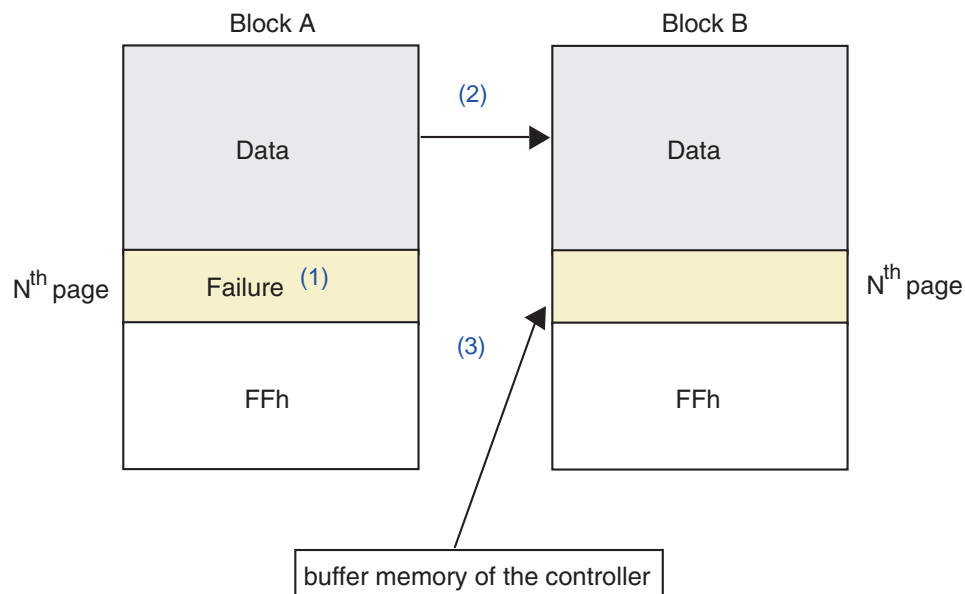 Block A
Block B
(2)
Data
Data
Nth page
Failure (1)
Nth page
(3)
FFh
FFh
buffer memory of the controller